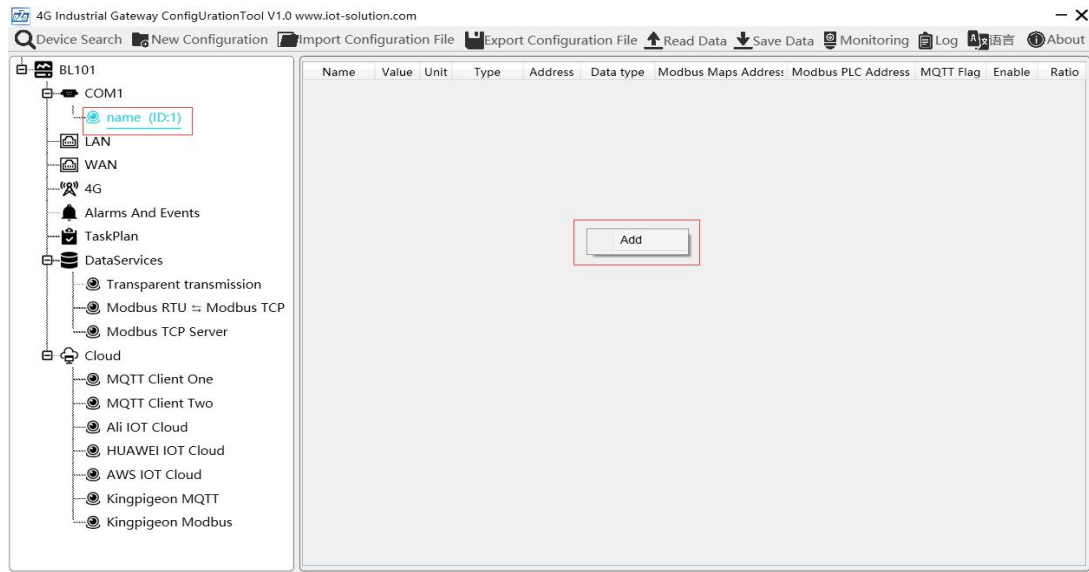 4G Industrial Gateway ConfigUrationTool V1.0 www.iot-solution.com
Device Search New Configuration Import Configuration File Export Configuration File Read Data Save Data Monitoring Log 语言 About
BL101
COM1
name (ID:1)
LAN
WAN
4G
Alarms And Events
TaskPlan
DataServices
Transparent transmission
Modbus RTU ⇆ Modbus TCP
Modbus TCP Server
Cloud
MQTT Client One
MQTT Client Two
Ali IOT Cloud
HUAWEI IOT Cloud
AWS IOT Cloud
Kingpigeon MQTT
Kingpigeon Modbus
Name Value Unit Type Address Data type Modbus Maps Address Modbus PLC Address MQTT Flag Enable Ratio
Add